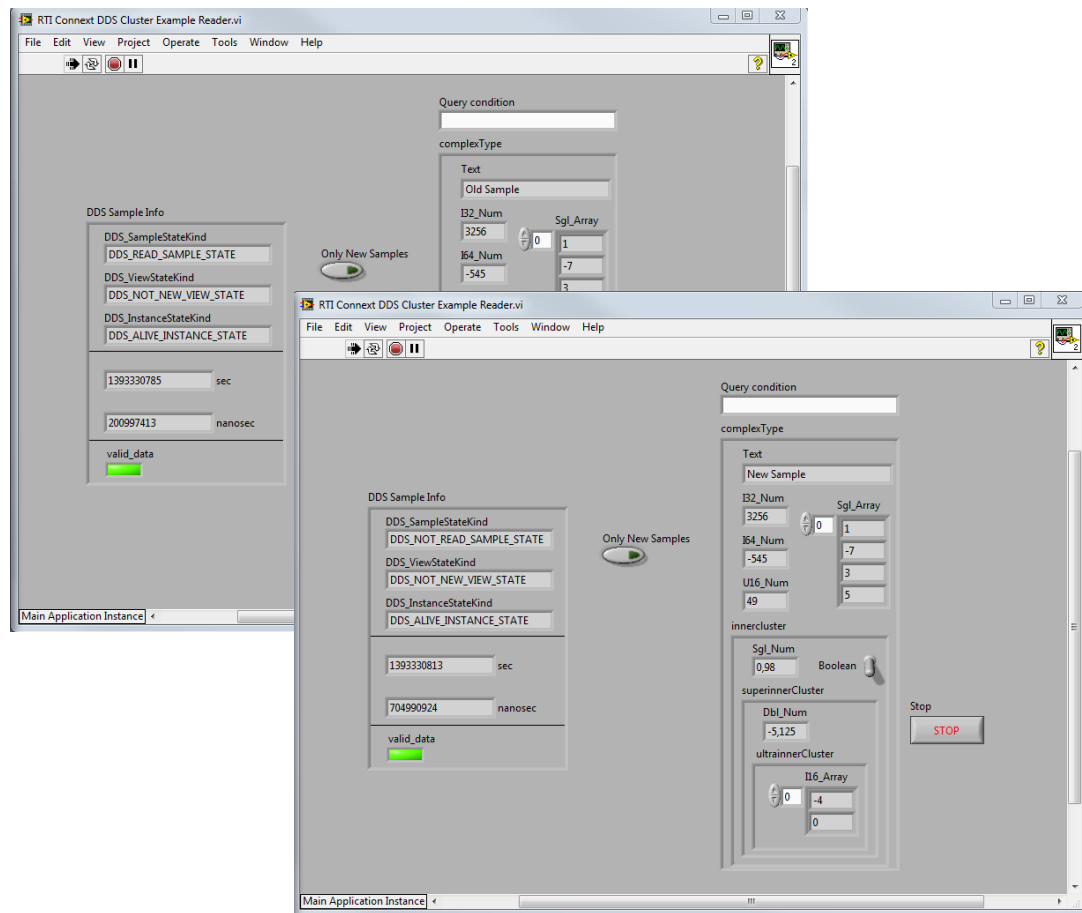 RTI Connext DDS Cluster Example Reader.vi
File Edit View Project Operate Tools Window Help
2
Query condition
complexType
Text
Old Sample
DDS Sample Info
I32_Num
Sgl_Array
3256
0
1
DDS_SampleStateKind
DDS_READ_SAMPLE_STATE
Only New Samples
I64_Num
-7
-545
DDS_ViewStateKind
3
DDS_NOT_NEW_VIEW_STATE
DDS_InstanceStateKind
DDS_ALIVE_INSTANCE_STATE
1393330785 sec
200997413 nanosec
valid_data
Main Application Instance
RTI Connext DDS Cluster Example Reader.vi
File Edit View Project Operate Tools Window Help
2
Query condition
complexType
Text
New Sample
DDS Sample Info
I32_Num
Sgl_Array
3256
0
1
DDS_SampleStateKind
DDS_NOT_READ_SAMPLE_STATE
Only New Samples
I64_Num
-7
-545
DDS_ViewStateKind
3
DDS_NOT_NEW_VIEW_STATE
U16_Num
49
5
DDS_InstanceStateKind
DDS_ALIVE_INSTANCE_STATE
innercluster
Sgl_Num
0,98
Boolean
1393330813 sec
superinnerCluster
704990924 nanosec
Dbl_Num
-5,125
Stop
STOP
valid_data
ultrainnerCluster
I16_Array
0
-4
0
Main Application Instance